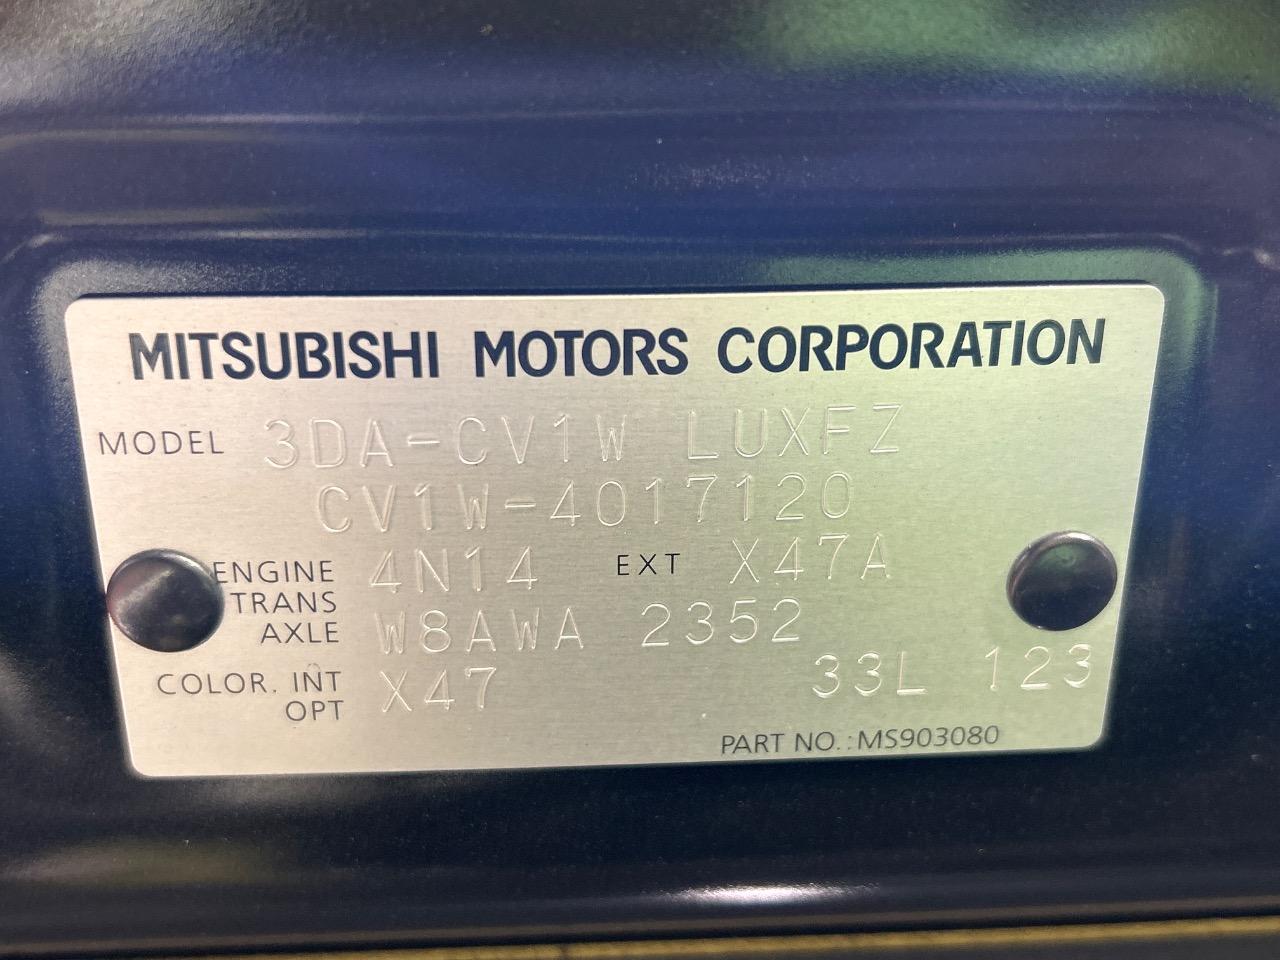 MITSUBISHI MOTORS CORPORATION
MODEL 3DA-CV1W LUXFZ
CV1W-4017120
ENGINE 4N14 EXT X47A
TRANS
AXLE W8AWA 2352
COLOR. INT X47 33L 123
OPT
PART NO.:MS903080